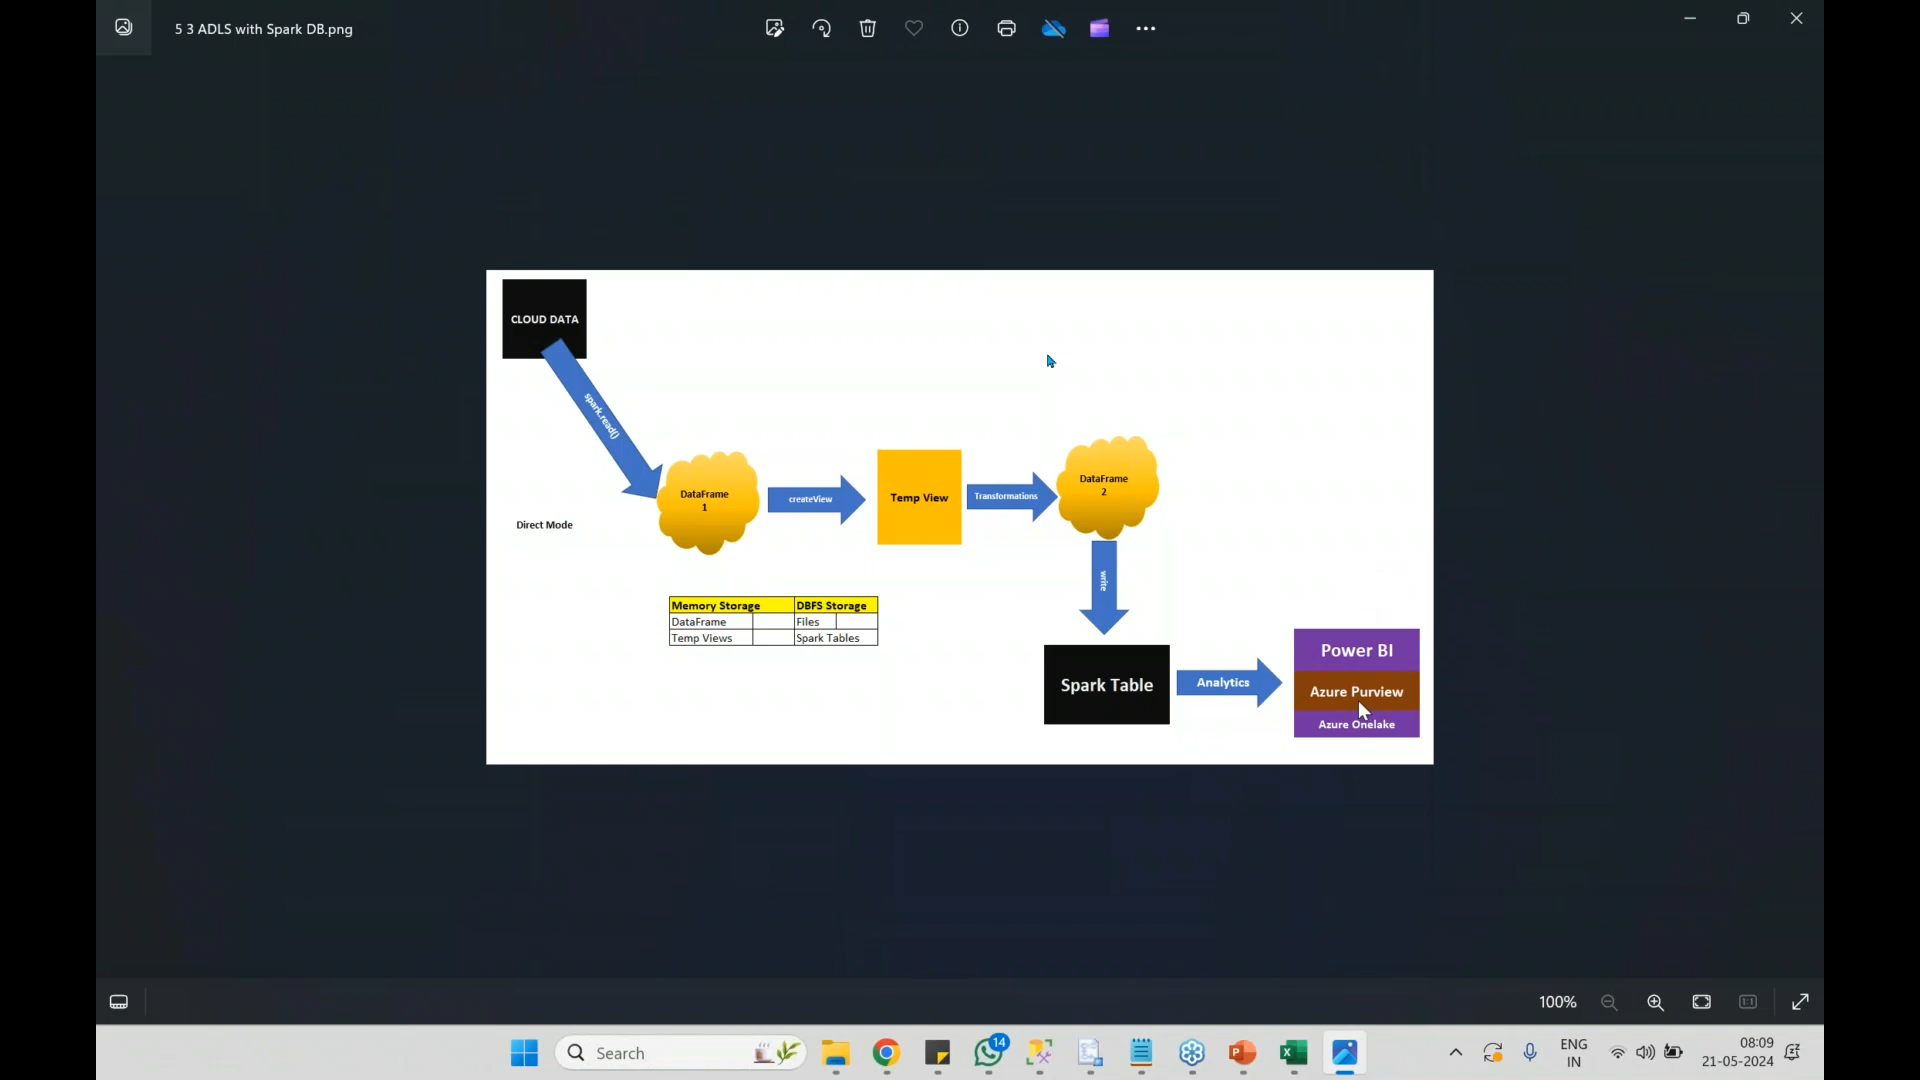 5 3 ADLS with Spark DB.png
CLOUD DATA
spark.read()
DataFrame
1
createView
Temp View
Transformations
DataFrame
2
Direct Mode
write
Memory Storage DBFS Storage
DataFrame Files
Temp Views Spark Tables
Spark Table
Analytics
Power BI
Azure Purview
Azure Onelake
100%
1:1
Search
14
ENG
IN
08:09
21-05-2024